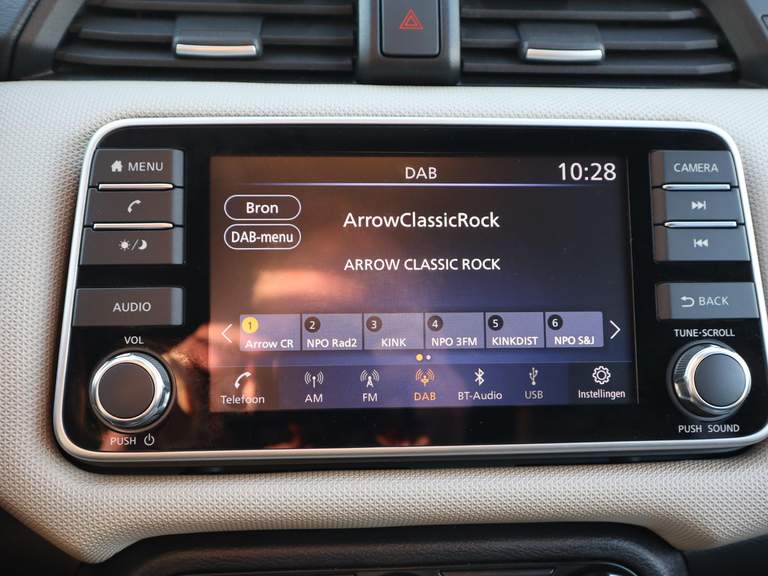 MENU
AUDIO
VOL
PUSH
DAB
10:28
Bron
DAB-menu
ArrowClassicRock
ARROW CLASSIC ROCK
1
Arrow CR
2
NPO Rad2
3
KINK
4
NPO 3FM
5
KINKDIST
6
NPO S&J
Telefoon
AM
FM
DAB
BT-Audio
USB
Instellingen
CAMERA
BACK
TUNE·SCROLL
PUSH SOUND